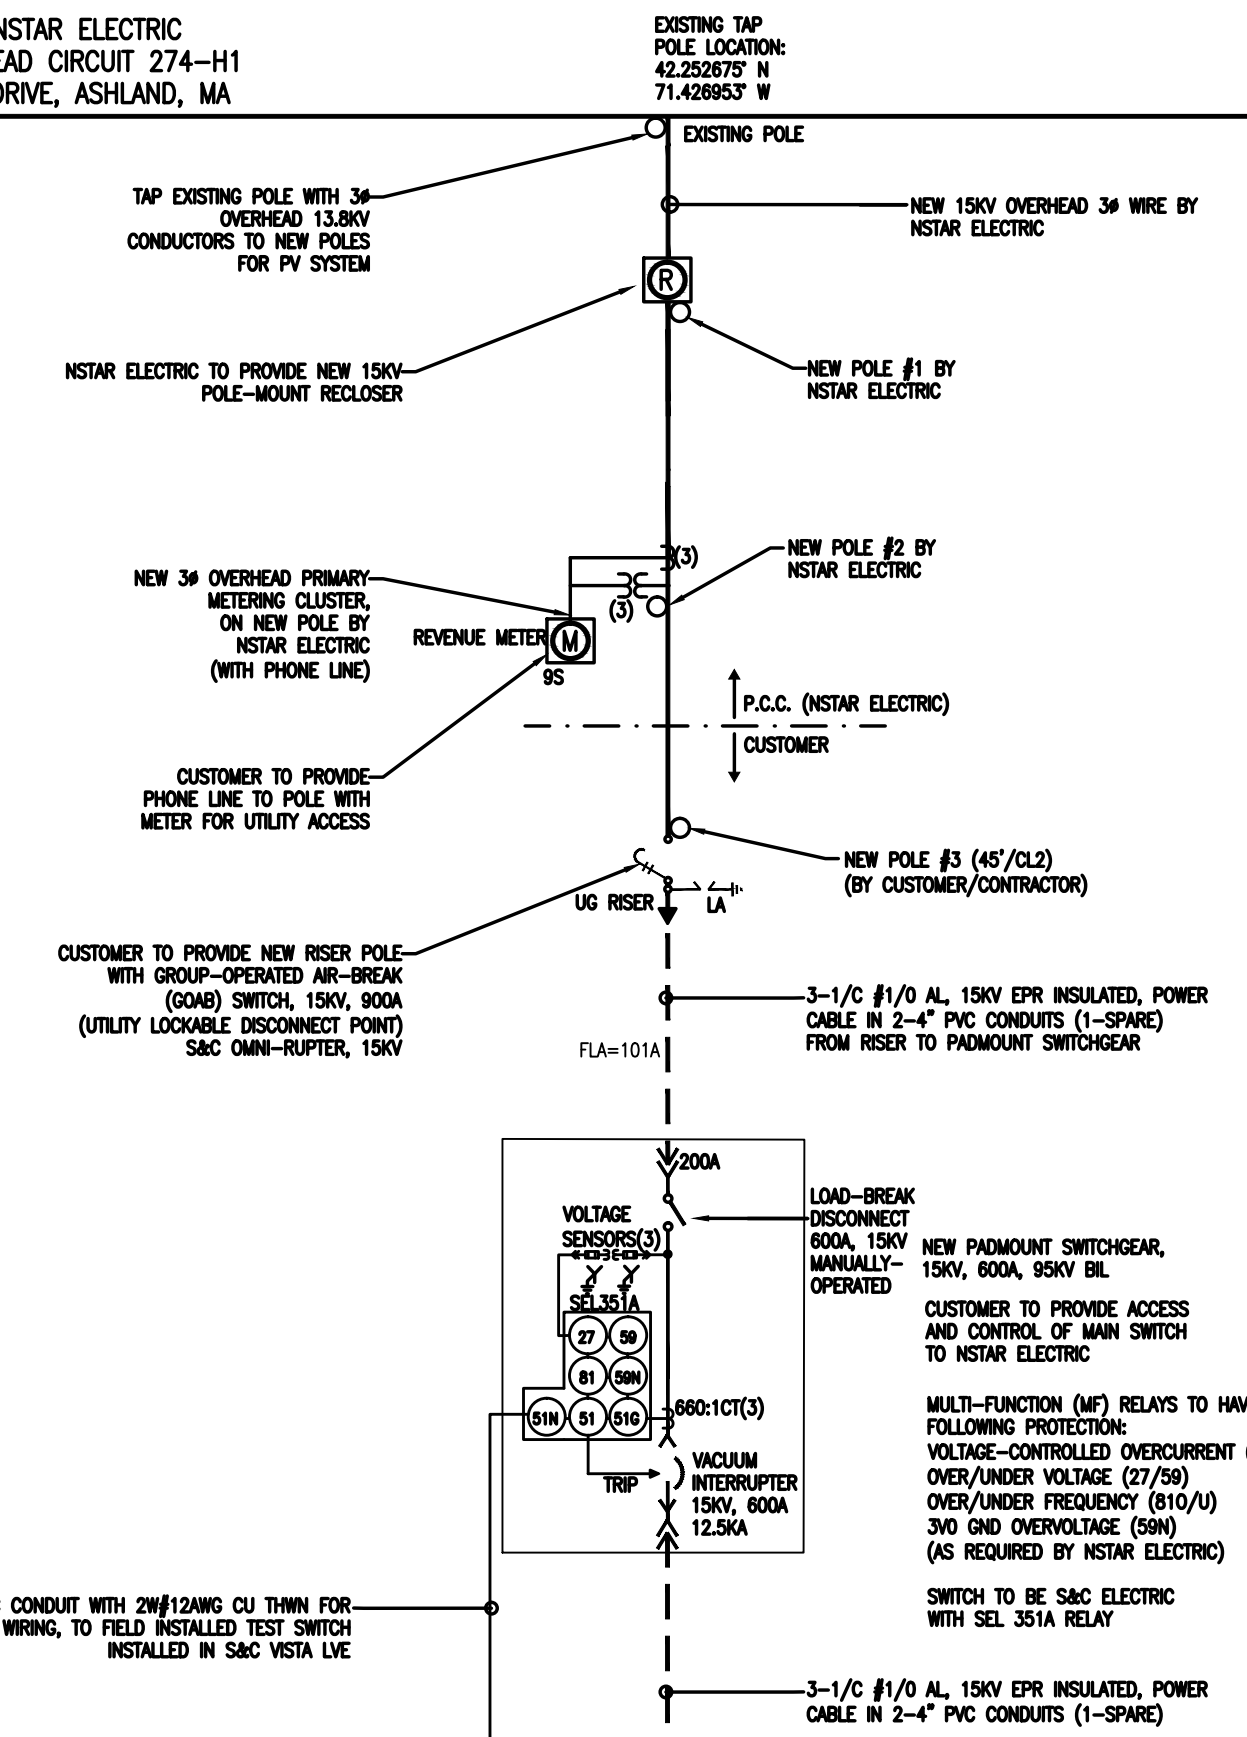 NSTAR ELECTRIC
EAD CIRCUIT 274-H1
DRIVE, ASHLAND, MA
EXISTING TAP
POLE LOCATION:
42.252675° N
71.426953° W
EXISTING POLE
TAP EXISTING POLE WITH 3ø
OVERHEAD 13.8KV
CONDUCTORS TO NEW POLES
FOR PV SYSTEM
NEW 15KV OVERHEAD 3ø WIRE BY
NSTAR ELECTRIC
R
NSTAR ELECTRIC TO PROVIDE NEW 15KV
POLE-MOUNT RECLOSER
NEW POLE #1 BY
NSTAR ELECTRIC
(3)
NEW POLE #2 BY
NSTAR ELECTRIC
NEW 3ø OVERHEAD PRIMARY
METERING CLUSTER,
ON NEW POLE BY
NSTAR ELECTRIC
(WITH PHONE LINE)
(3)
REVENUE METER
M
9S
P.C.C. (NSTAR ELECTRIC)
CUSTOMER
CUSTOMER TO PROVIDE
PHONE LINE TO POLE WITH
METER FOR UTILITY ACCESS
NEW POLE #3 (45'/CL2)
(BY CUSTOMER/CONTRACTOR)
UG RISER
LA
CUSTOMER TO PROVIDE NEW RISER POLE
WITH GROUP-OPERATED AIR-BREAK
(GOAB) SWITCH, 15KV, 900A
(UTILITY LOCKABLE DISCONNECT POINT)
S&C OMNI-RUPTER, 15KV
3-1/C #1/0 AL, 15KV EPR INSULATED, POWER
CABLE IN 2-4" PVC CONDUITS (1-SPARE)
FROM RISER TO PADMOUNT SWITCHGEAR
FLA=101A
200A
LOAD-BREAK
DISCONNECT
600A, 15KV
MANUALLY-
OPERATED
VOLTAGE
SENSORS(3)
SEL351A
27
59
81
59N
51N
51
51G
660:1CT(3)
TRIP
VACUUM
INTERRUPTER
15KV, 600A
12.5KA
NEW PADMOUNT SWITCHGEAR,
15KV, 600A, 95KV BIL
CUSTOMER TO PROVIDE ACCESS
AND CONTROL OF MAIN SWITCH
TO NSTAR ELECTRIC
MULTI-FUNCTION (MF) RELAYS TO HAV
FOLLOWING PROTECTION:
VOLTAGE-CONTROLLED OVERCURRENT (
OVER/UNDER VOLTAGE (27/59)
OVER/UNDER FREQUENCY (81O/U)
3V0 GND OVERVOLTAGE (59N)
(AS REQUIRED BY NSTAR ELECTRIC)
SWITCH TO BE S&C ELECTRIC
WITH SEL 351A RELAY
CONDUIT WITH 2W#12AWG CU THWN FOR
WIRING, TO FIELD INSTALLED TEST SWITCH
INSTALLED IN S&C VISTA LVE
3-1/C #1/0 AL, 15KV EPR INSULATED, POWER
CABLE IN 2-4" PVC CONDUITS (1-SPARE)